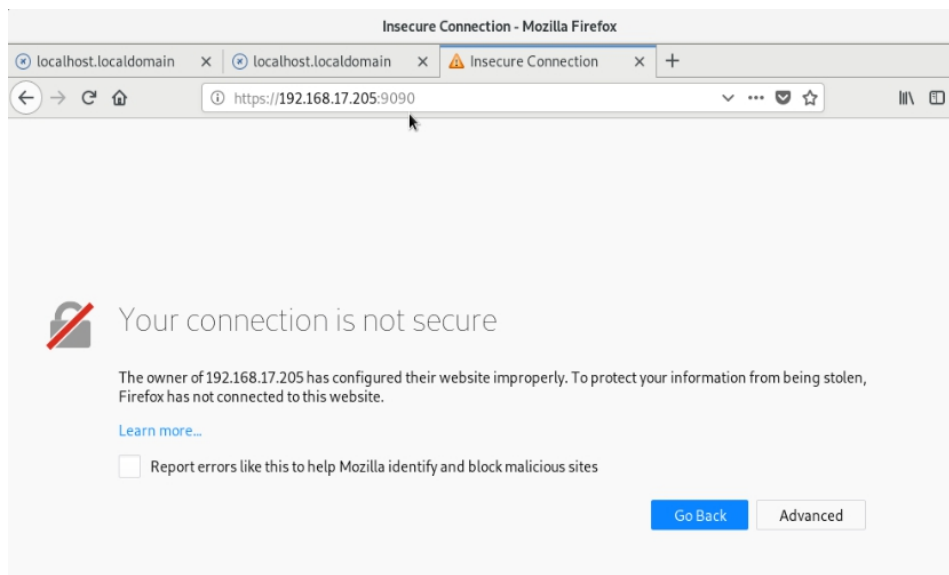 Insecure Connection - Mozilla Firefox
localhost.localdomain
localhost.localdomain
Insecure Connection
https://192.168.17.205:9090
Your connection is not secure
The owner of 192.168.17.205 has configured their website improperly. To protect your information from being stolen,
Firefox has not connected to this website.
Learn more...
Report errors like this to help Mozilla identify and block malicious sites
Go Back
Advanced